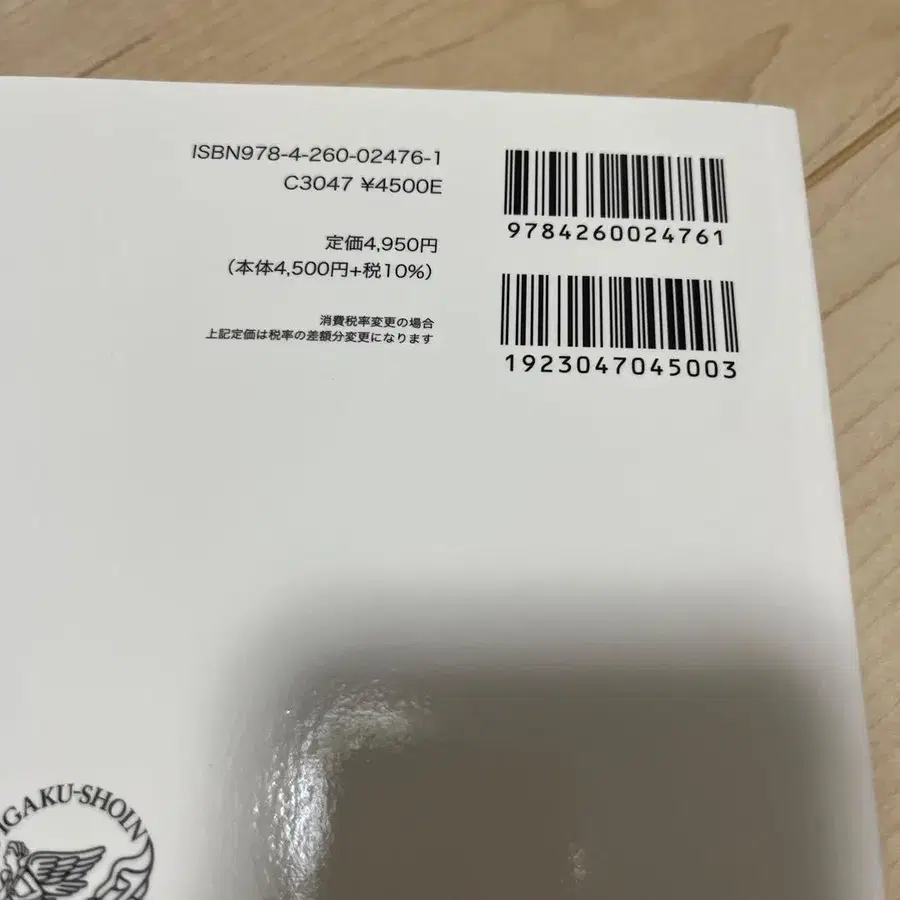 ISBN978-4-260-02476-1
C3047 ¥4500E
定価4,950円
(本体4,500円+税10%)
消費税率変更の場合
上記定価は税率の差額分変更になります
9784260024761
1923047045003
IGAKU-SHOIN